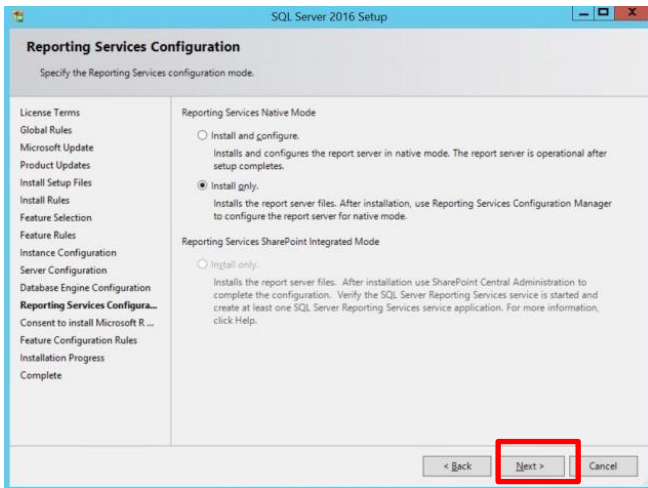 SQL Server 2016 Setup
Reporting Services Configuration
Specify the Reporting Services configuration mode.
License Terms
Global Rules
Microsoft Update
Product Updates
Install Setup Files
Install Rules
Feature Selection
Feature Rules
Instance Configuration
Server Configuration
Database Engine Configuration
Reporting Services Configura...
Consent to install Microsoft R ...
Feature Configuration Rules
Installation Progress
Complete
Reporting Services Native Mode
Install and configure.
Installs and configures the report server in native mode. The report server is operational after
setup completes.
Install only.
Installs the report server files. After installation, use Reporting Services Configuration Manager
to configure the report server for native mode.
Reporting Services SharePoint Integrated Mode
Install only.
Installs the report server files. After installation use SharePoint Central Administration to
complete the configuration. Verify the SQL Server Reporting Services service is started and
create at least one SQL Server Reporting Services service application. For more information,
click Help.
< Back
Next >
Cancel